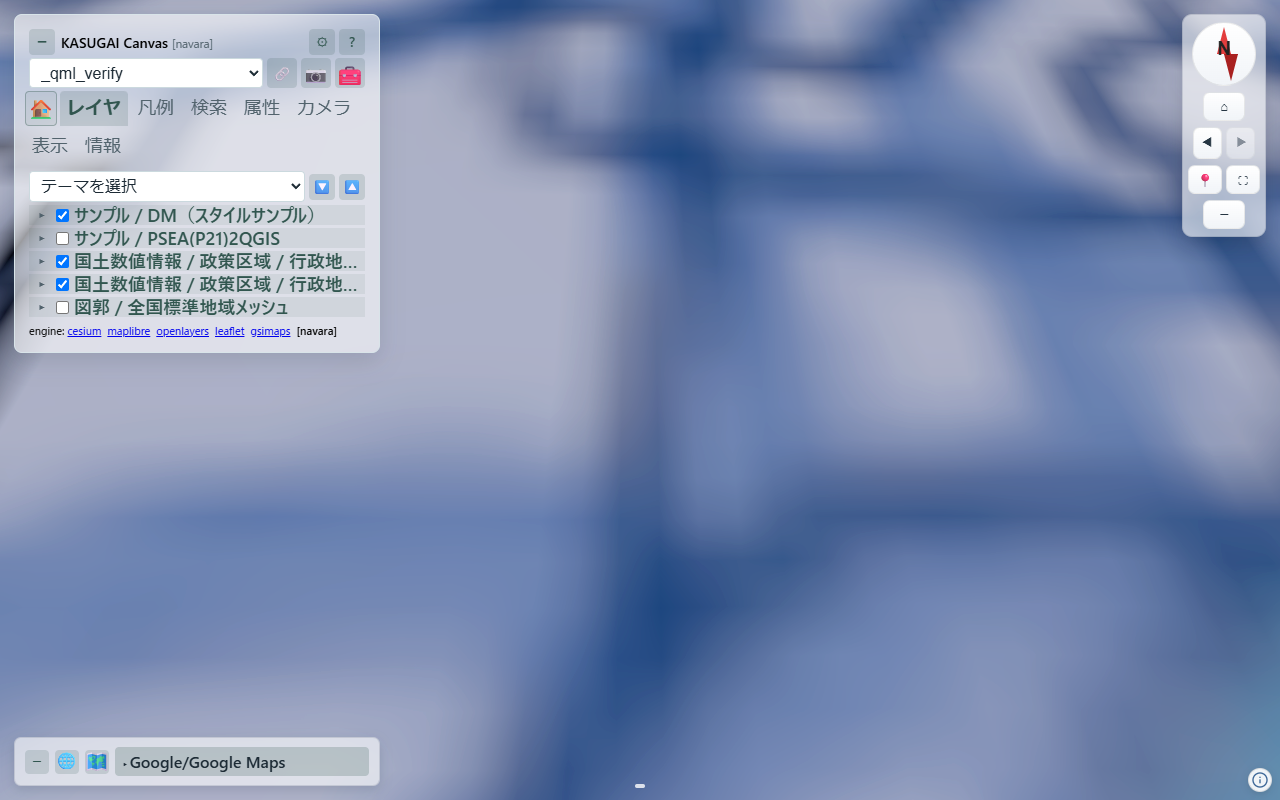 KASUGAI Canvas [navara]
?
_qml_verify
レイヤ 凡例 検索 属性 カメラ
表示 情報
テーマを選択
サンプル / DM（スタイルサンプル）
サンプル / PSEA(P21)2QGIS
国土数値情報 / 政策区域 / 行政地...
国土数値情報 / 政策区域 / 行政地...
図郭 / 全国標準地域メッシュ
engine: cesium maplibre openlayers leaflet gsimaps [navara]
Google/Google Maps
N